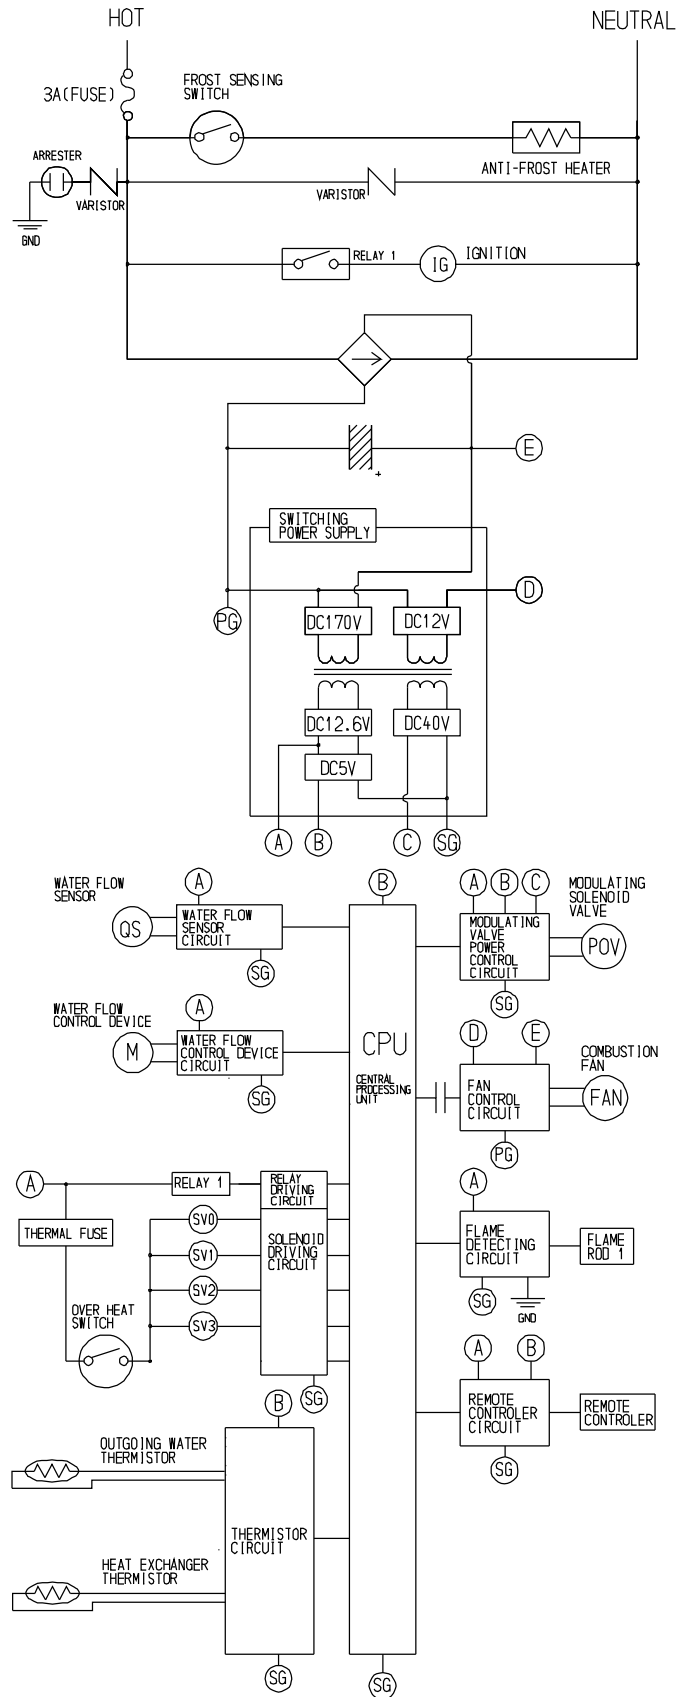 HOT
NEUTRAL
3A(FUSE)
FROST SENSING
SWITCH
ANTI-FROST HEATER
ARRESTER
VARISTOR
GND
VARISTOR
RELAY 1
IG
IGNITION
E
+
SWITCHING
POWER SUPPLY
D
PG
DC170V
DC12V
DC12.6V
DC40V
DC5V
A
B
C
SG
WATER FLOW
SENSOR
QS
A
WATER FLOW
SENSOR
CIRCUIT
SG
WATER FLOW
CONTROL DEVICE
M
A
WATER FLOW
CONTROL DEVICE
CIRCUIT
SG
B
CPU
CENTRAL
PROCESSING
UNIT
SG
A
B
C
MODULATING
SOLENOID
VALVE
MODULATING
VALVE
POWER
CONTROL
CIRCUIT
POV
SG
D
E
COMBUSTION
FAN
FAN
CONTROL
CIRCUIT
FAN
PG
A
RELAY 1
RELAY
DRIVING
CIRCUIT
THERMAL FUSE
SV0
SV1
SV2
SV3
SOLENOID
DRIVING
CIRCUIT
SG
OVER HEAT
SWITCH
A
FLAME
DETECTING
CIRCUIT
FLAME
ROD 1
SG
GND
A
B
REMOTE
CONTROLER
CIRCUIT
REMOTE
CONTROLER
SG
B
OUTGOING WATER
THERMISTOR
THERMISTOR
CIRCUIT
HEAT EXCHANGER
THERMISTOR
SG